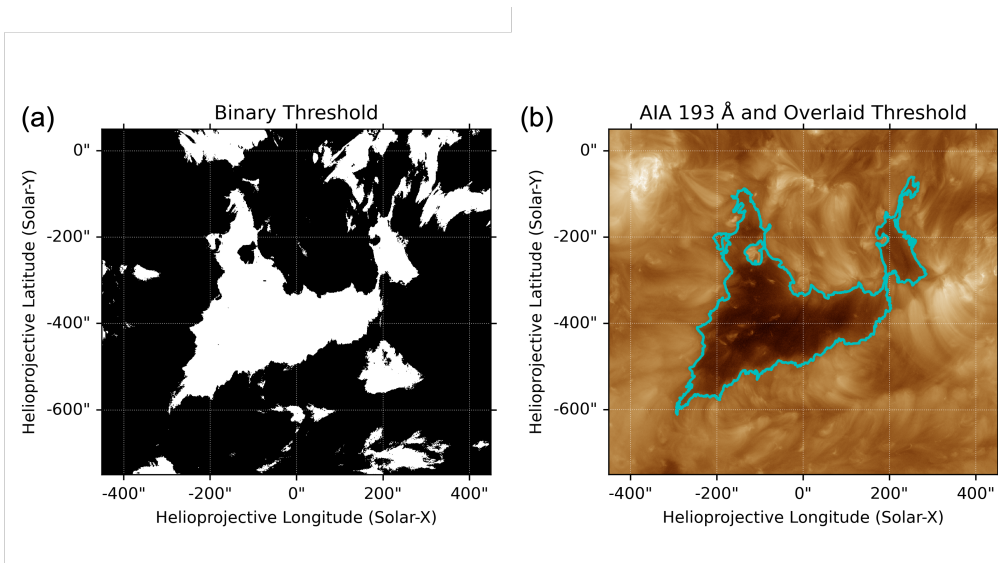 (a)
Binary Threshold
0"
-200"
-400"
-600"
Helioprojective Latitude (Solar-Y)
-400"
-200"
0"
200"
400"
Helioprojective Longitude (Solar-X)
(b)
AIA 193 Å and Overlaid Threshold
0"
-200"
-400"
-600"
Helioprojective Latitude (Solar-Y)
-400"
-200"
0"
200"
400"
Helioprojective Longitude (Solar-X)